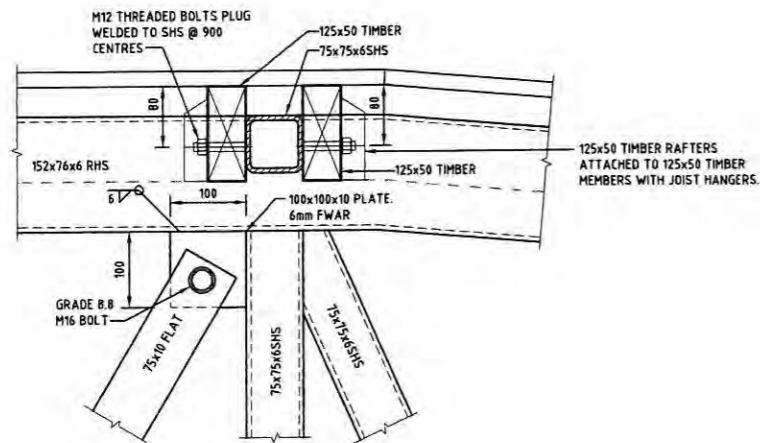 M12 THREADED BOLTS PLUG
WELDED TO SHS @ 900
CENTRES
125x50 TIMBER
75x75x6SHS
80
80
152x76x6 RHS
125x50 TIMBER RAFTERS
ATTACHED TO 125x50 TIMBER
MEMBERS WITH JOIST HANGERS.
125x50 TIMBER
6
100
100x100x10 PLATE.
6mm FWAR
100
GRADE 8.8
M16 BOLT
75x10 FLAT
75x75x6SHS
75x75x6SHS